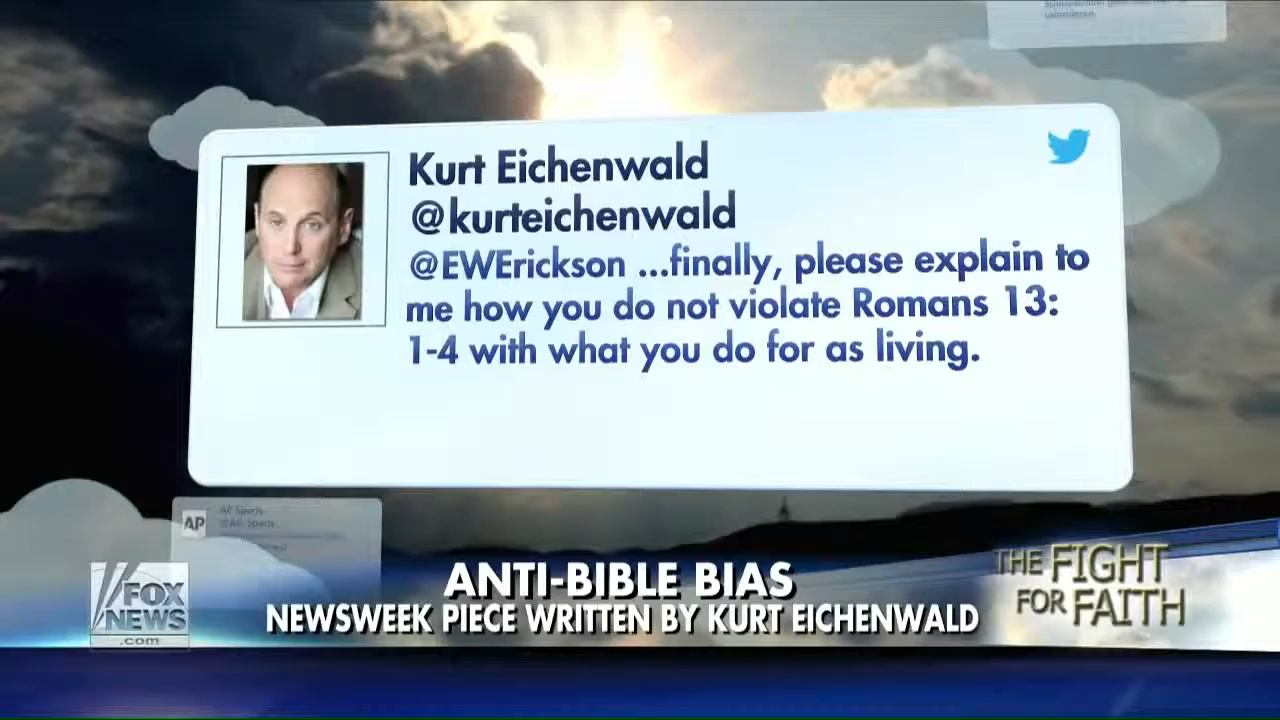 Kurt Eichenwald
@kurteichenwald
@EWErickson ...finally, please explain to
me how you do not violate Romans 13:
1-4 with what you do for as living.
AP
AP Sports
ANTI-BIBLE BIAS
NEWSWEEK PIECE WRITTEN BY KURT EICHENWALD
FOX
NEWS
.com
THE FIGHT
FOR FAITH